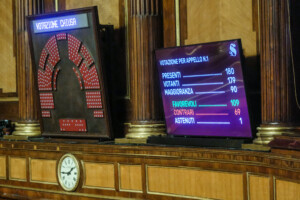 VOTAZIONE CHIUSA
VOTAZIONE PER APPELLO N.1
PRESENTI 180
VOTANTI 179
MAGGIORANZA 90
FAVOREVOLI 109
CONTRARI 69
ASTENUTI 1